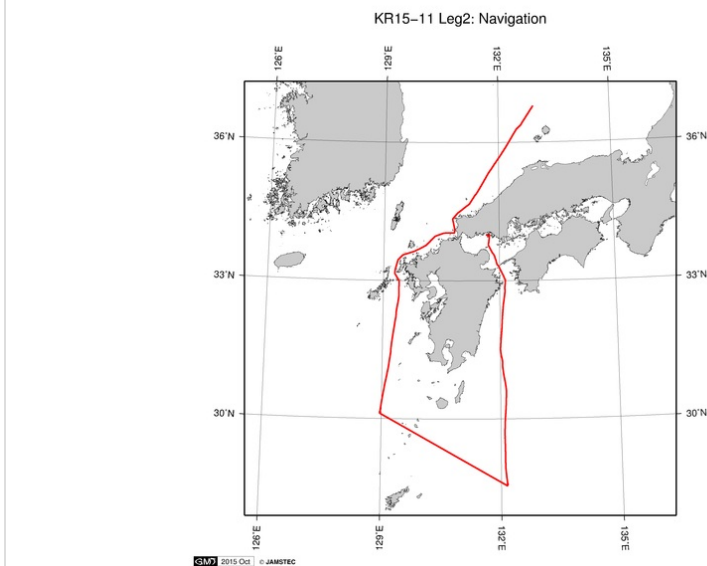 KR15−11 Leg2: Navigation
126˚E 129˚E 132˚E 135˚E
36˚N 36˚N
33˚N 33˚N
30˚N 30˚N
126˚E 129˚E 132˚E 135˚E
GMD 2015 Oct © JAMSTEC